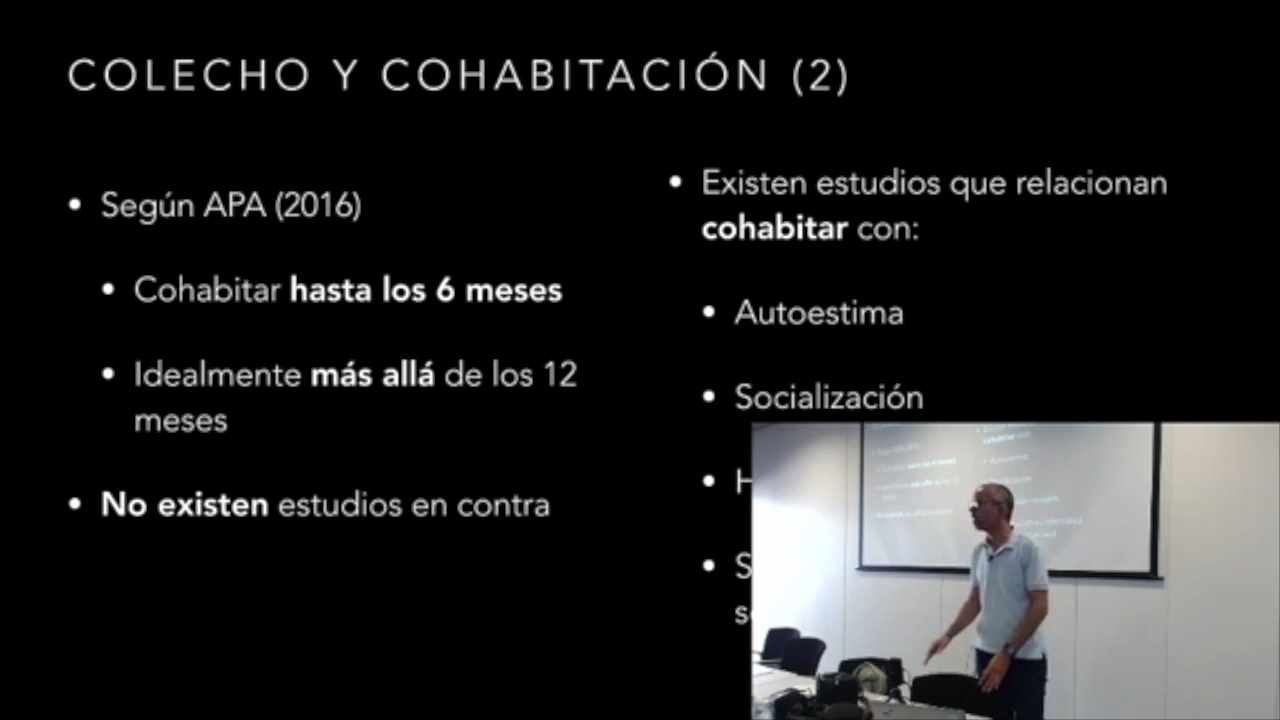 COLECHO Y COHABITACIÓN (2)
• Según APA (2016)
• Cohabitar hasta los 6 meses
• Idealmente más allá de los 12
meses
• No existen estudios en contra
• Existen estudios que relacionan
cohabitar con:
• Autoestima
• Socialización